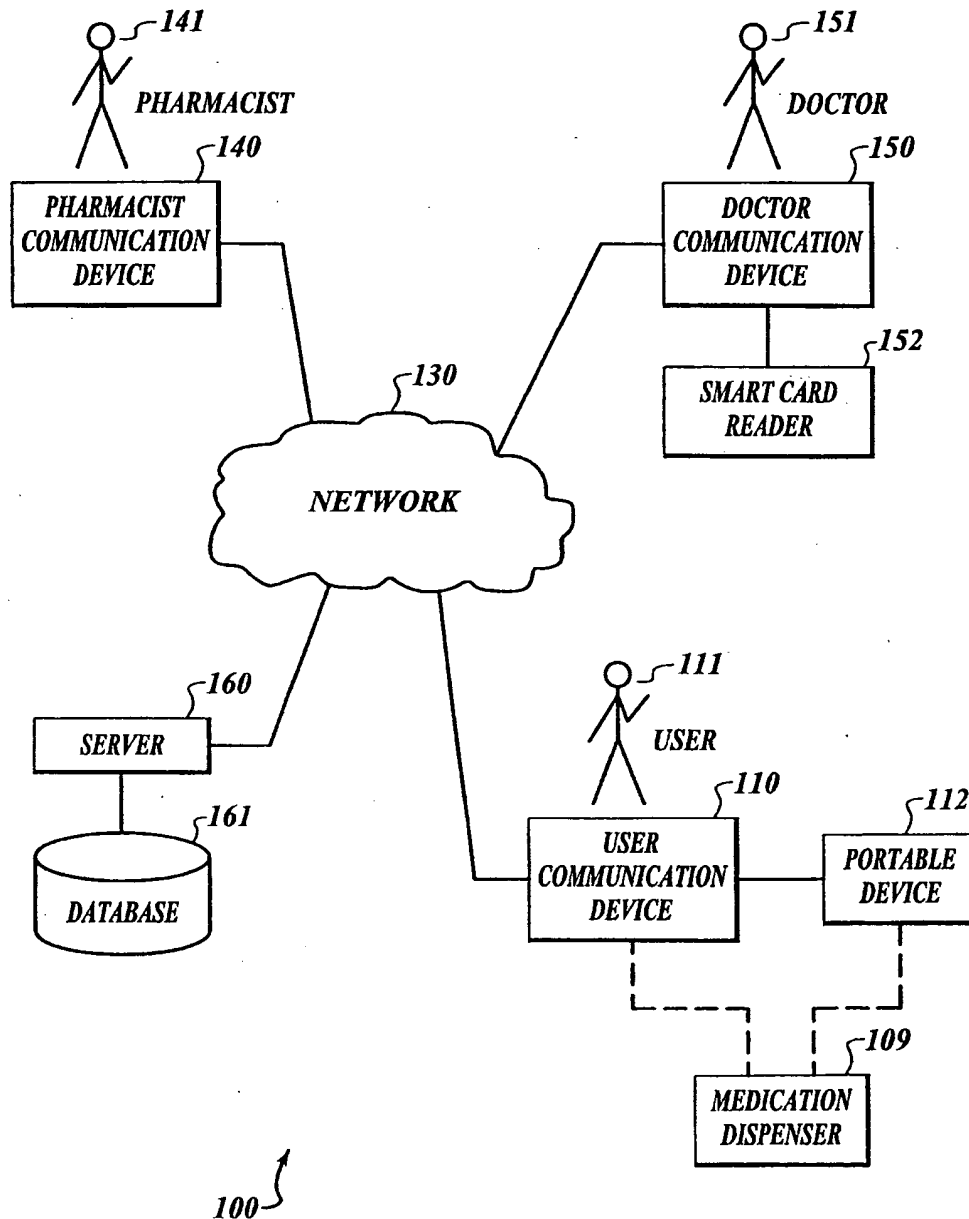 141
PHARMACIST
140
PHARMACIST
COMMUNICATION
DEVICE
151
DOCTOR
150
DOCTOR
COMMUNICATION
DEVICE
152
SMART CARD
READER
130
NETWORK
160
SERVER
161
DATABASE
111
USER
110
USER
COMMUNICATION
DEVICE
112
PORTABLE
DEVICE
109
MEDICATION
DISPENSER
100